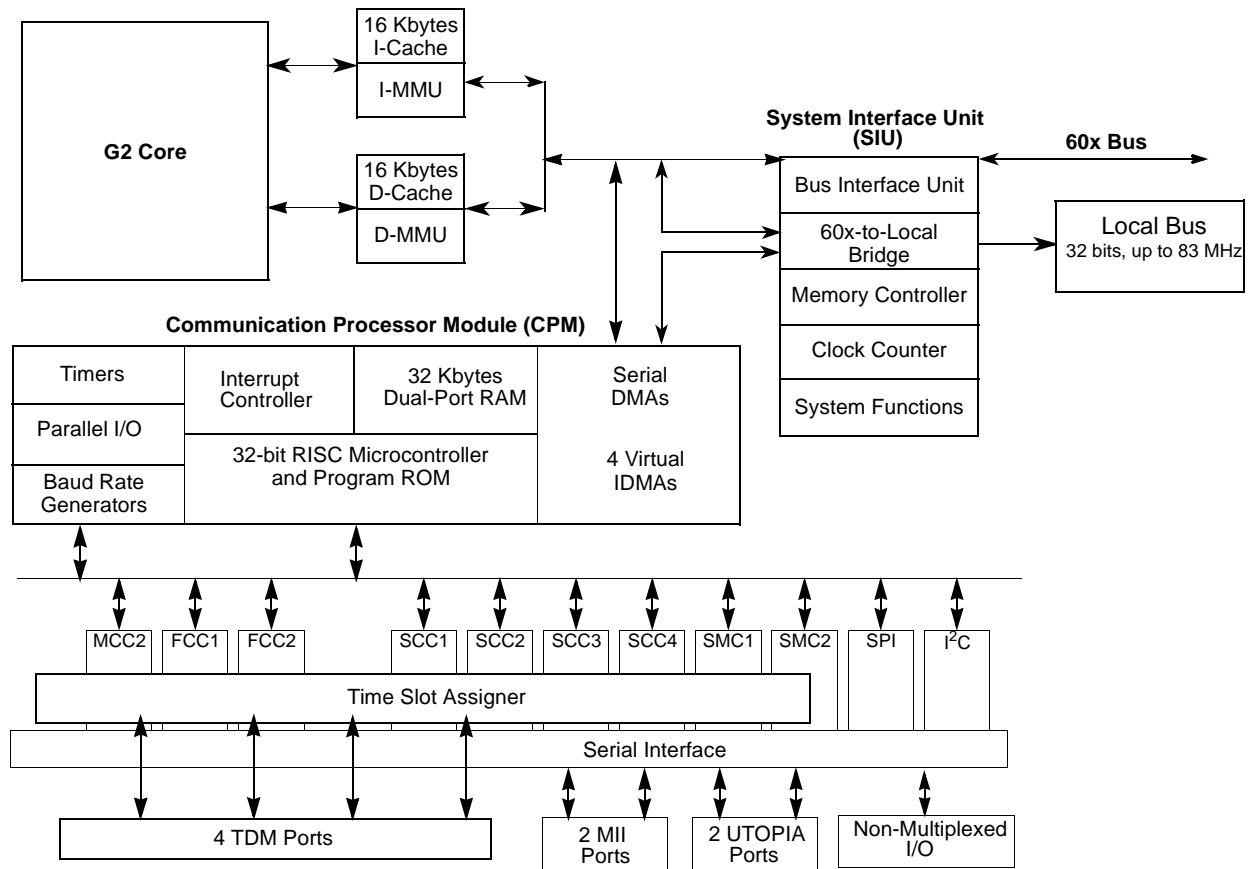 G2 Core
16 Kbytes
I-Cache
I-MMU
16 Kbytes
D-Cache
D-MMU
System Interface Unit
(SIU)
60x Bus
Bus Interface Unit
60x-to-Local
Bridge
Memory Controller
Clock Counter
System Functions
Local Bus
32 bits, up to 83 MHz
Communication Processor Module (CPM)
Timers
Parallel I/O
Baud Rate
Generators
Interrupt
Controller
32 Kbytes
Dual-Port RAM
32-bit RISC Microcontroller
and Program ROM
Serial
DMAs
4 Virtual
IDMAs
MCC2 FCC1 FCC2 SCC1 SCC2 SCC3 SCC4 SMC1 SMC2 SPI I²C
Time Slot Assigner
Serial Interface
4 TDM Ports
2 MII
Ports
2 UTOPIA
Ports
Non-Multiplexed
I/O